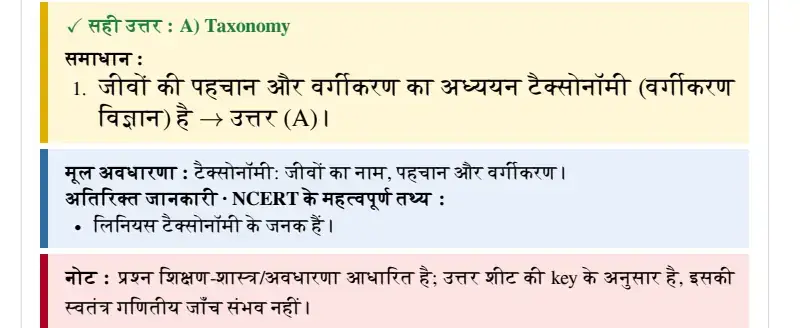 ✓ सही उत्तर : A) Taxonomy
समाधान :
1. जीवों की पहचान और वर्गीकरण का अध्ययन टैक्सोनॉमी (वर्गीकरण
विज्ञान) है → उत्तर (A)।
मूल अवधारणा : टैक्सोनॉमी: जीवों का नाम, पहचान और वर्गीकरण।
अतिरिक्त जानकारी · NCERT के महत्वपूर्ण तथ्य :
• लिनियस टैक्सोनॉमी के जनक हैं।
नोट : प्रश्न शिक्षण-शास्त्र/अवधारणा आधारित है; उत्तर शीट की key के अनुसार है, इसकी
स्वतंत्र गणितीय जाँच संभव नहीं।